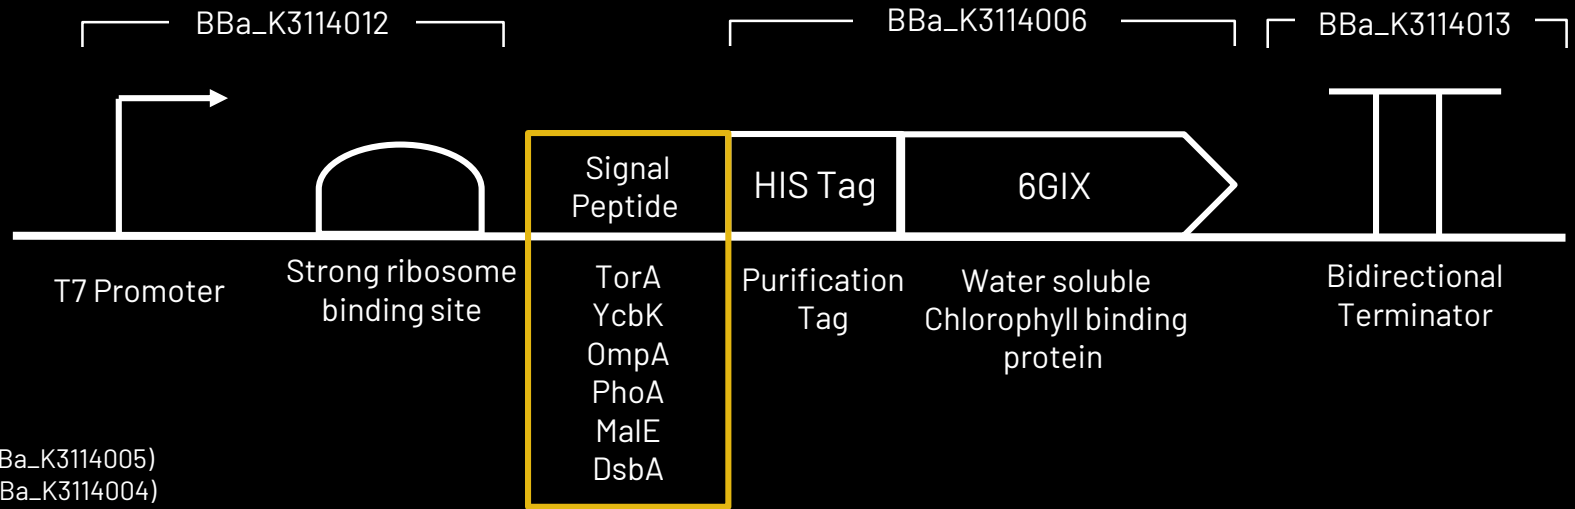 BBa_K3114012
BBa_K3114006
BBa_K3114013
Signal
Peptide
HIS Tag
6GIX
T7 Promoter
Strong ribosome
binding site
TorA
YcbK
OmpA
PhoA
MalE
DsbA
Purification
Tag
Water soluble
Chlorophyll binding
protein
Bidirectional
Terminator
Ba_K3114005)
Ba_K3114004)